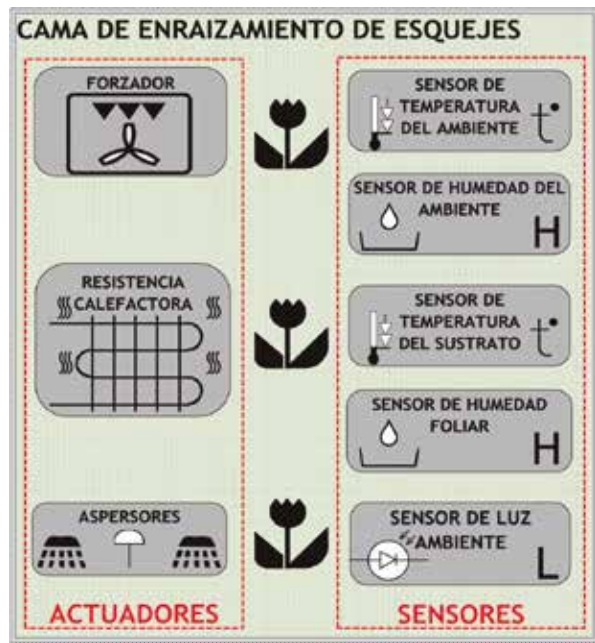 CAMA DE ENRAIZAMIENTO DE ESQUEJES
FORZADOR
RESISTENCIA
CALEFACTORA
ASPERSORES
ACTUADORES
SENSOR DE
TEMPERATURA
DEL AMBIENTE
t°
SENSOR DE HUMEDAD DEL
AMBIENTE
H
SENSOR DE
TEMPERATURA
DEL SUSTRATO
t°
SENSOR DE HUMEDAD
FOLIAR
H
SENSOR DE LUZ
AMBIENTE
L
SENSORES